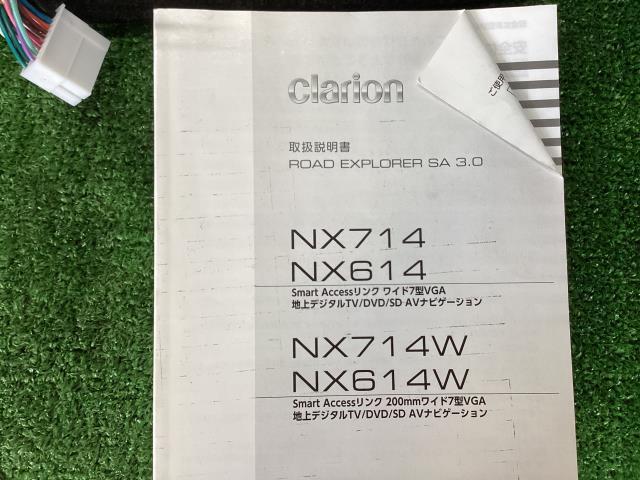 clarion
取扱説明書
ROAD EXPLORER SA 3.0
NX714
NX614
Smart Accessリンク ワイド7型VGA
地上デジタルTV/DVD/SD AVナビゲーション
NX714W
NX614W
Smart Accessリンク 200mmワイド7型VGA
地上デジタルTV/DVD/SD AVナビゲーション
ご使用